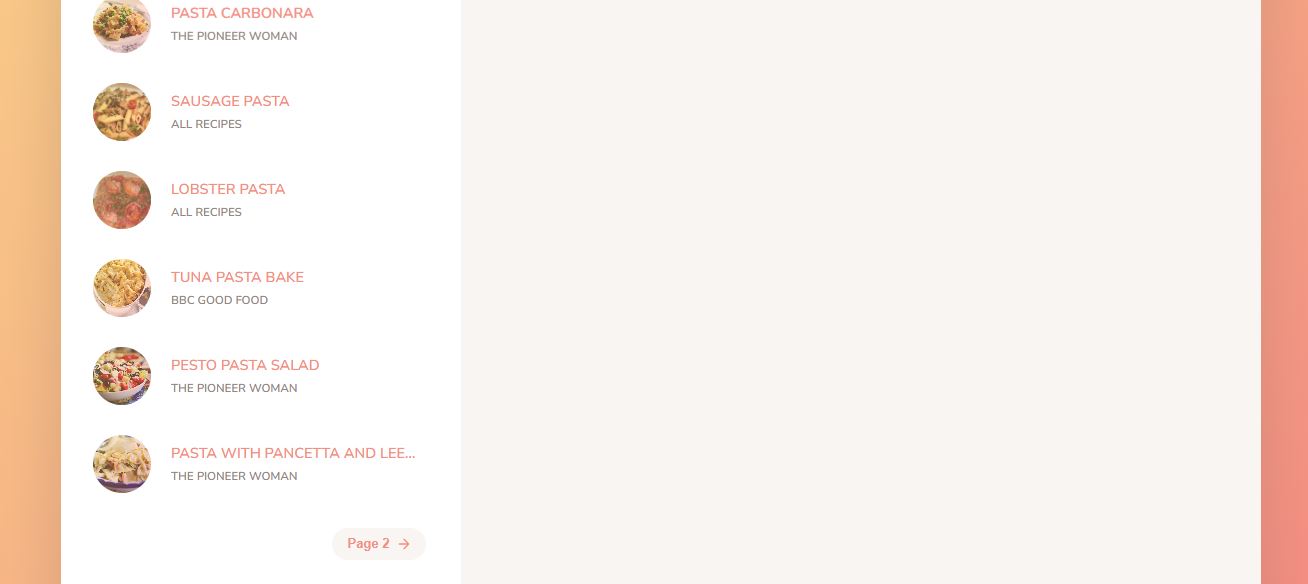 PASTA CARBONARA
THE PIONEER WOMAN
SAUSAGE PASTA
ALL RECIPES
LOBSTER PASTA
ALL RECIPES
TUNA PASTA BAKE
BBC GOOD FOOD
PESTO PASTA SALAD
THE PIONEER WOMAN
PASTA WITH PANCETTA AND LEE...
THE PIONEER WOMAN
Page 2 →